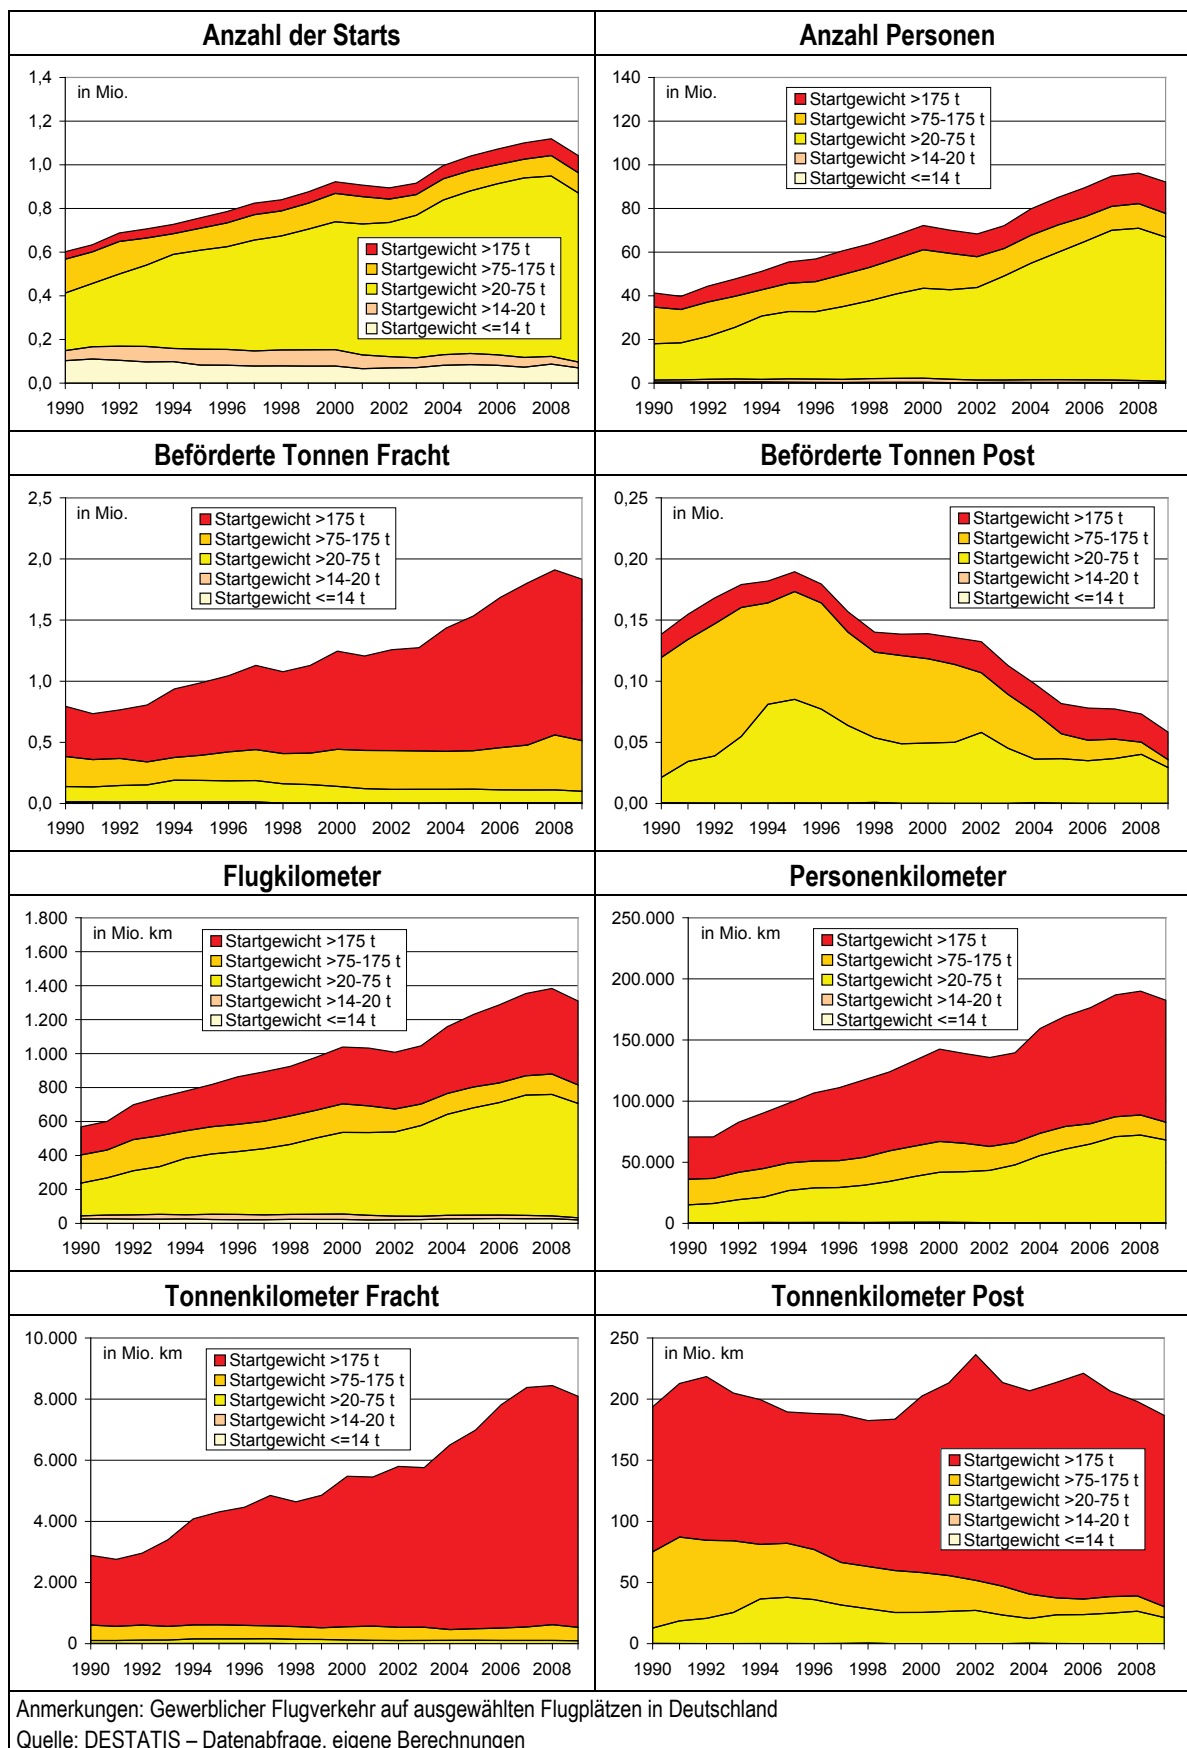 Anzahl der Starts
in Mio.
1,4
1,2
1,0
0,8
0,6
0,4
0,2
0,0
Startgewicht >175 t
Startgewicht >75-175 t
Startgewicht >20-75 t
Startgewicht >14-20 t
Startgewicht <=14 t
1990 1992 1994 1996 1998 2000 2002 2004 2006 2008
Anzahl Personen
in Mio.
140
120
100
80
60
40
20
0
Startgewicht >175 t
Startgewicht >75-175 t
Startgewicht >20-75 t
Startgewicht >14-20 t
Startgewicht <=14 t
1990 1992 1994 1996 1998 2000 2002 2004 2006 2008
Beförderte Tonnen Fracht
in Mio.
2,5
2,0
1,5
1,0
0,5
0,0
Startgewicht >175 t
Startgewicht >75-175 t
Startgewicht >20-75 t
Startgewicht >14-20 t
Startgewicht <=14 t
1990 1992 1994 1996 1998 2000 2002 2004 2006 2008
Beförderte Tonnen Post
in Mio.
0,25
0,20
0,15
0,10
0,05
0,00
Startgewicht >175 t
Startgewicht >75-175 t
Startgewicht >20-75 t
Startgewicht >14-20 t
Startgewicht <=14 t
1990 1992 1994 1996 1998 2000 2002 2004 2006 2008
Flugkilometer
in Mio. km
1.800
1.600
1.400
1.200
1.000
800
600
400
200
0
Startgewicht >175 t
Startgewicht >75-175 t
Startgewicht >20-75 t
Startgewicht >14-20 t
Startgewicht <=14 t
1990 1992 1994 1996 1998 2000 2002 2004 2006 2008
Personenkilometer
in Mio. km
250.000
200.000
150.000
100.000
50.000
0
Startgewicht >175 t
Startgewicht >75-175 t
Startgewicht >20-75 t
Startgewicht >14-20 t
Startgewicht <=14 t
1990 1992 1994 1996 1998 2000 2002 2004 2006 2008
Tonnenkilometer Fracht
in Mio. km
10.000
8.000
6.000
4.000
2.000
0
Startgewicht >175 t
Startgewicht >75-175 t
Startgewicht >20-75 t
Startgewicht >14-20 t
Startgewicht <=14 t
1990 1992 1994 1996 1998 2000 2002 2004 2006 2008
Tonnenkilometer Post
in Mio. km
250
200
150
100
50
0
Startgewicht >175 t
Startgewicht >75-175 t
Startgewicht >20-75 t
Startgewicht >14-20 t
Startgewicht <=14 t
1990 1992 1994 1996 1998 2000 2002 2004 2006 2008
Anmerkungen: Gewerblicher Flugverkehr auf ausgewählten Flugplätzen in Deutschland
Quelle: DESTATIS – Datenabfrage, eigene Berechnungen